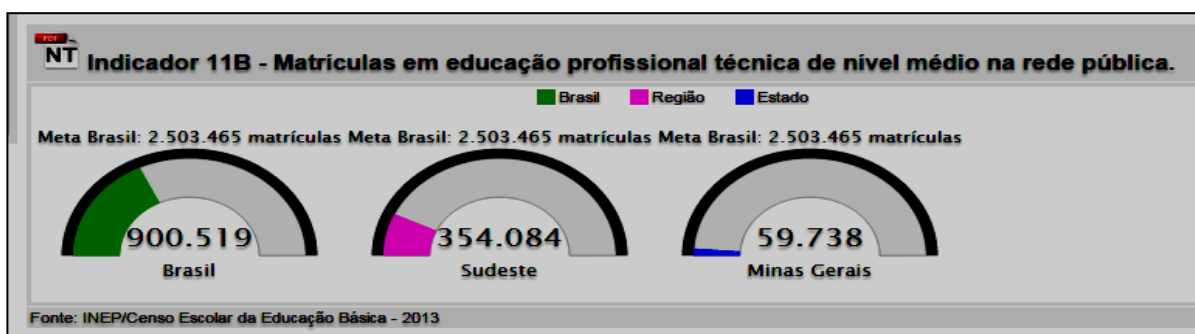 PDF
NT Indicador 11B - Matrículas em educação profissional técnica de nível médio na rede pública.
Brasil Região Estado
Meta Brasil: 2.503.465 matrículas Meta Brasil: 2.503.465 matrículas Meta Brasil: 2.503.465 matrículas
900.519 354.084 59.738
Brasil Sudeste Minas Gerais
Fonte: INEP/Censo Escolar da Educação Básica - 2013